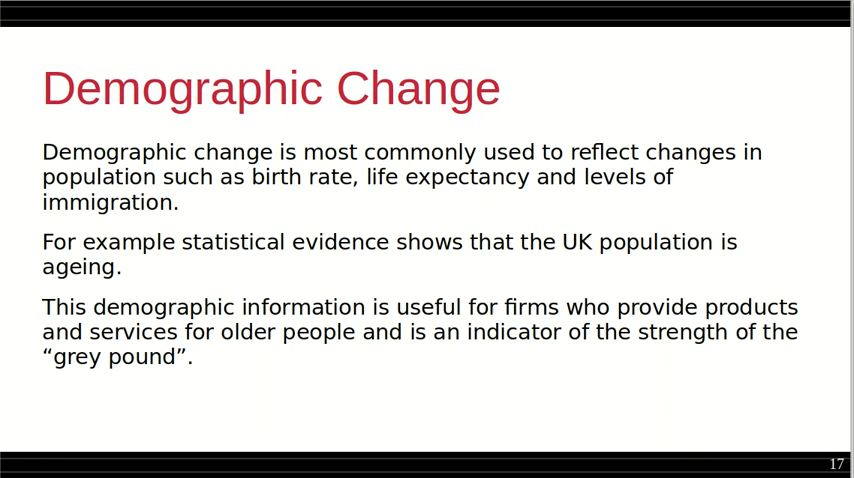 Demographic Change
Demographic change is most commonly used to reflect changes in
population such as birth rate, life expectancy and levels of
immigration.
For example statistical evidence shows that the UK population is
ageing.
This demographic information is useful for firms who provide products
and services for older people and is an indicator of the strength of the
“grey pound”.
17